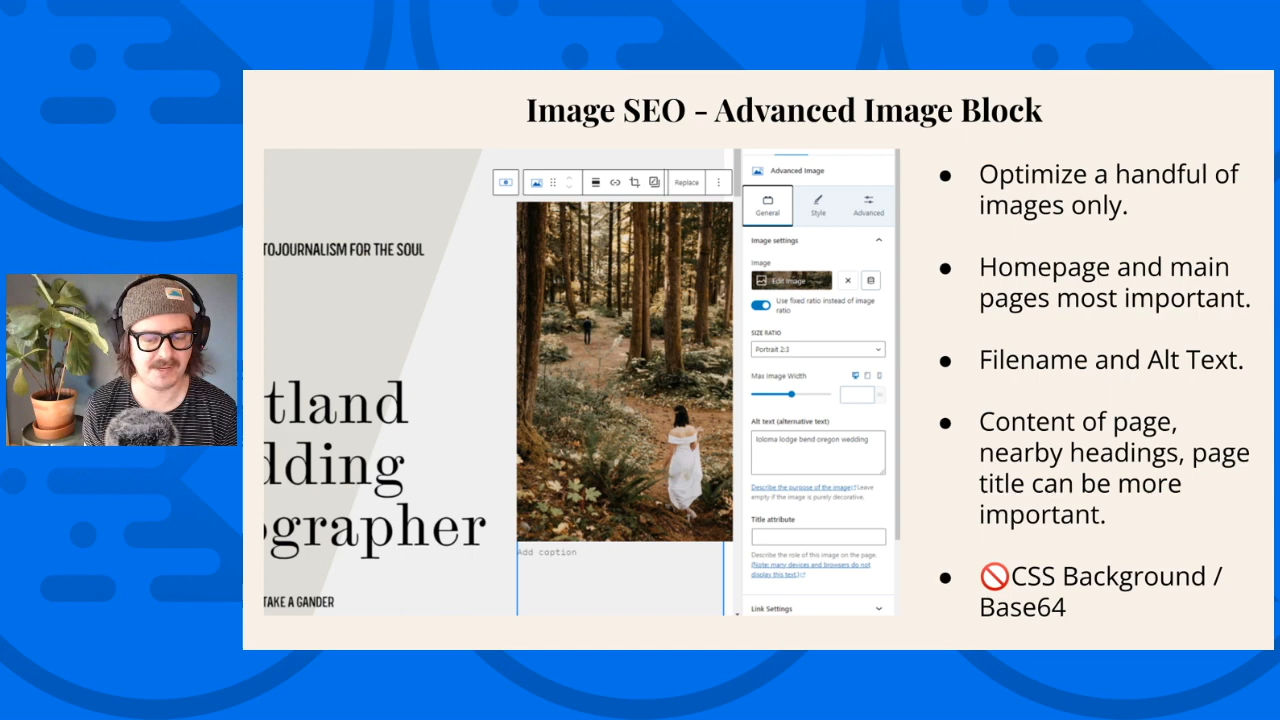 Image SEO - Advanced Image Block
TOJOURNALISM FOR THE SOUL
tland
dding
ographer
TAKE A GANDER
Replace
Add caption
Advanced Image
General
Style
Advanced
Image settings
Image
Edit Image
Use fixed ratio instead of image
ratio
SIZE RATIO
Portrait 2:3
Max Image Width
Alt text (alternative text)
loloma lodge bend oregon wedding
Describe the purpose of the image Leave
empty if the image is purely decorative.
Title attribute
Describe the role of this image on the page.
(Note: many devices and browsers do not
display this text.)
Link Settings
● Optimize a handful of
images only.
● Homepage and main
pages most important.
● Filename and Alt Text.
● Content of page,
nearby headings, page
title can be more
important.
● 🚫CSS Background /
Base64